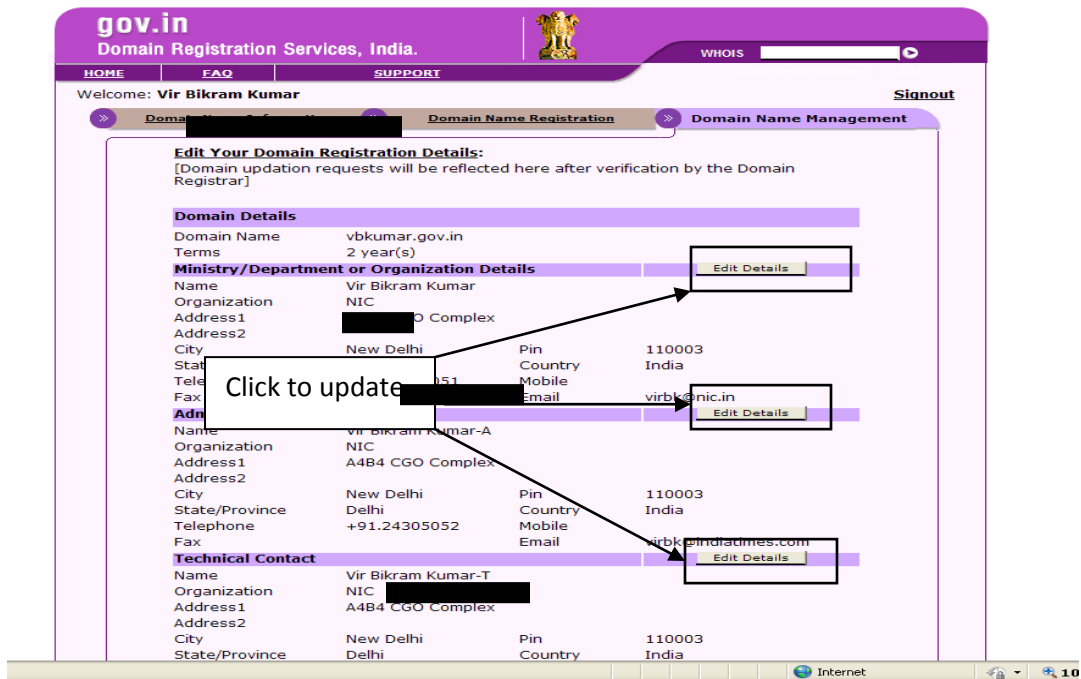 gov.in
Domain Registration Services, India.
WHOIS
HOME FAQ SUPPORT
Welcome: Vir Bikram Kumar Signout
Domain Name Registration Domain Name Management
Edit Your Domain Registration Details:
[Domain updation requests will be reflected here after verification by the Domain
Registrar]
Domain Details
Domain Name vbkumar.gov.in
Terms 2 year(s)
Ministry/Department or Organization Details Edit Details
Name Vir Bikram Kumar
Organization NIC
Address1 Complex
Address2
City New Delhi Pin 110003
Country India
Mobile
Fax Email virbk@nic.in
Click to update
Edit Details
Name Vir Bikram Kumar-A
Organization NIC
Address1 A4B4 CGO Complex
Address2
City New Delhi Pin 110003
State/Province Delhi Country India
Telephone +91.24305052 Mobile
Fax Email virbk@indiatimes.com
Technical Contact Edit Details
Name Vir Bikram Kumar-T
Organization NIC
Address1 A4B4 CGO Complex
Address2
City New Delhi Pin 110003
State/Province Delhi Country India
Internet 10